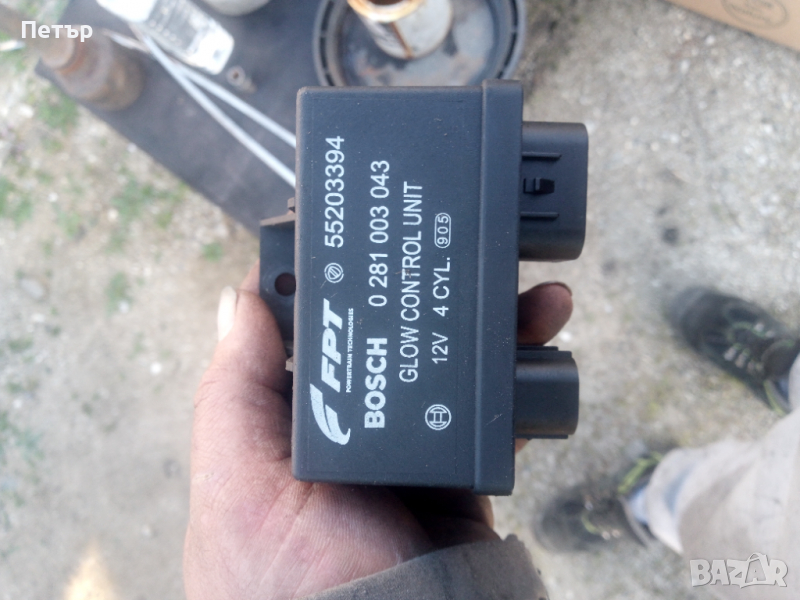 Петър
FPT
POWERTRAIN TECHNOLOGIES
55203394
BOSCH 0 281 003 043
GLOW CONTROL UNIT
12V 4 CYL. 905
BAZAR